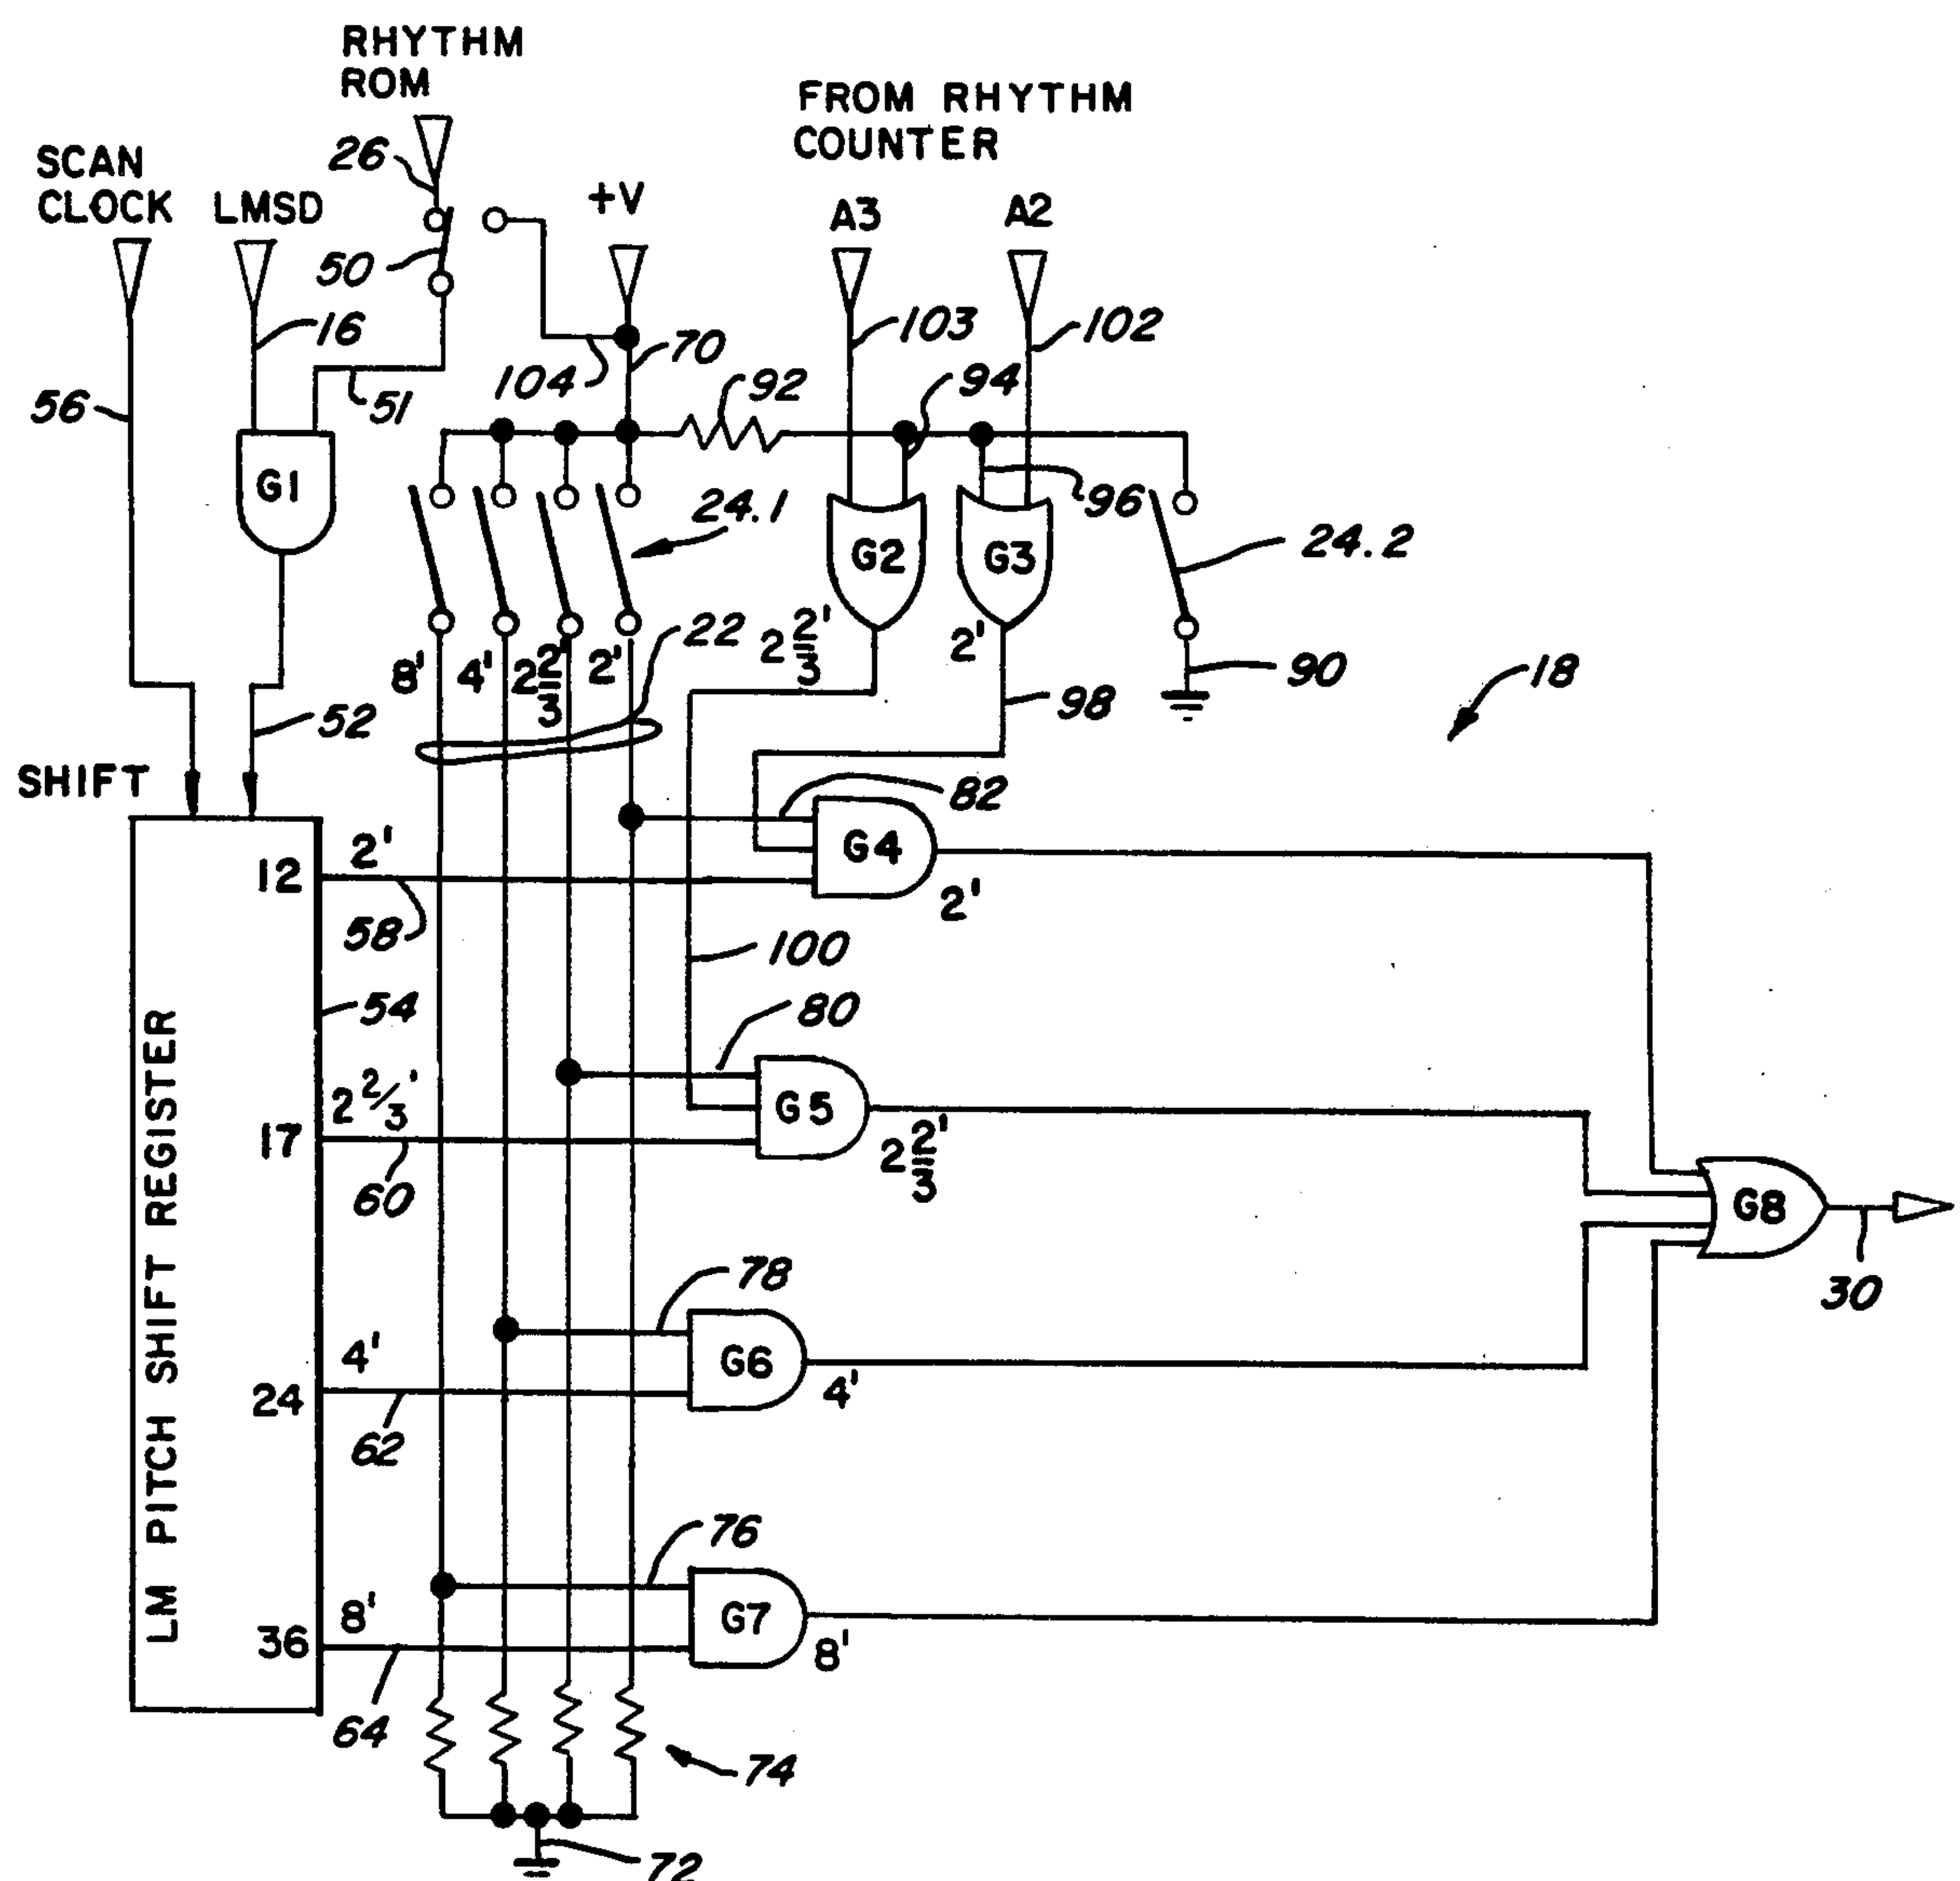 RHYTHM
ROM
FROM RHYTHM
COUNTER
SCAN
CLOCK
LMSD
26
+V
A3
A2
50
16
103
102
70
104
94
56
51
92
G1
24.1
96
G2
G3
24.2
22
2 2/3'
2'
8'
4'
2 2/3'
2'
90
18
52
98
SHIFT
82
12
2'
G4
2'
58
100
54
80
2 2/3'
17
G5
2 2/3'
60
G8
78
30
4'
G6
24
4'
62
76
LM PITCH SHIFT REGISTER
8'
36
G7
8'
64
74
72